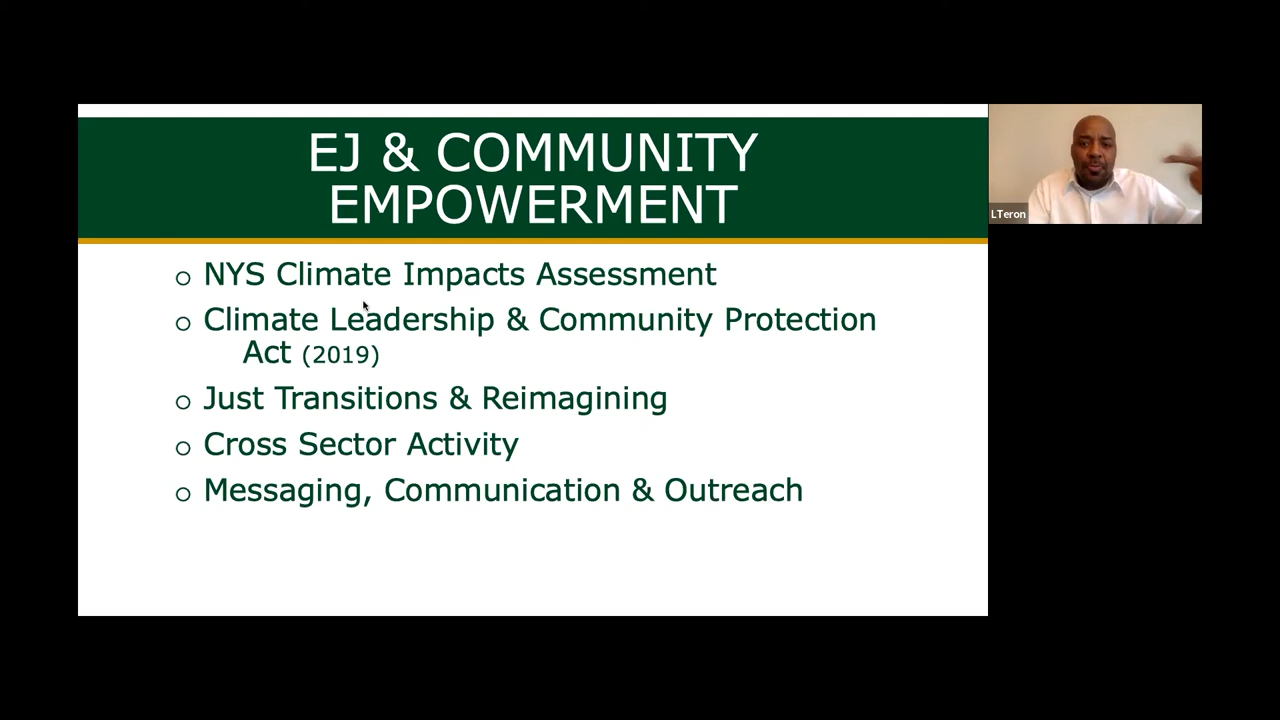 EJ & COMMUNITY
EMPOWERMENT
o NYS Climate Impacts Assessment
o Climate Leadership & Community Protection
Act (2019)
o Just Transitions & Reimagining
o Cross Sector Activity
o Messaging, Communication & Outreach
LTeron